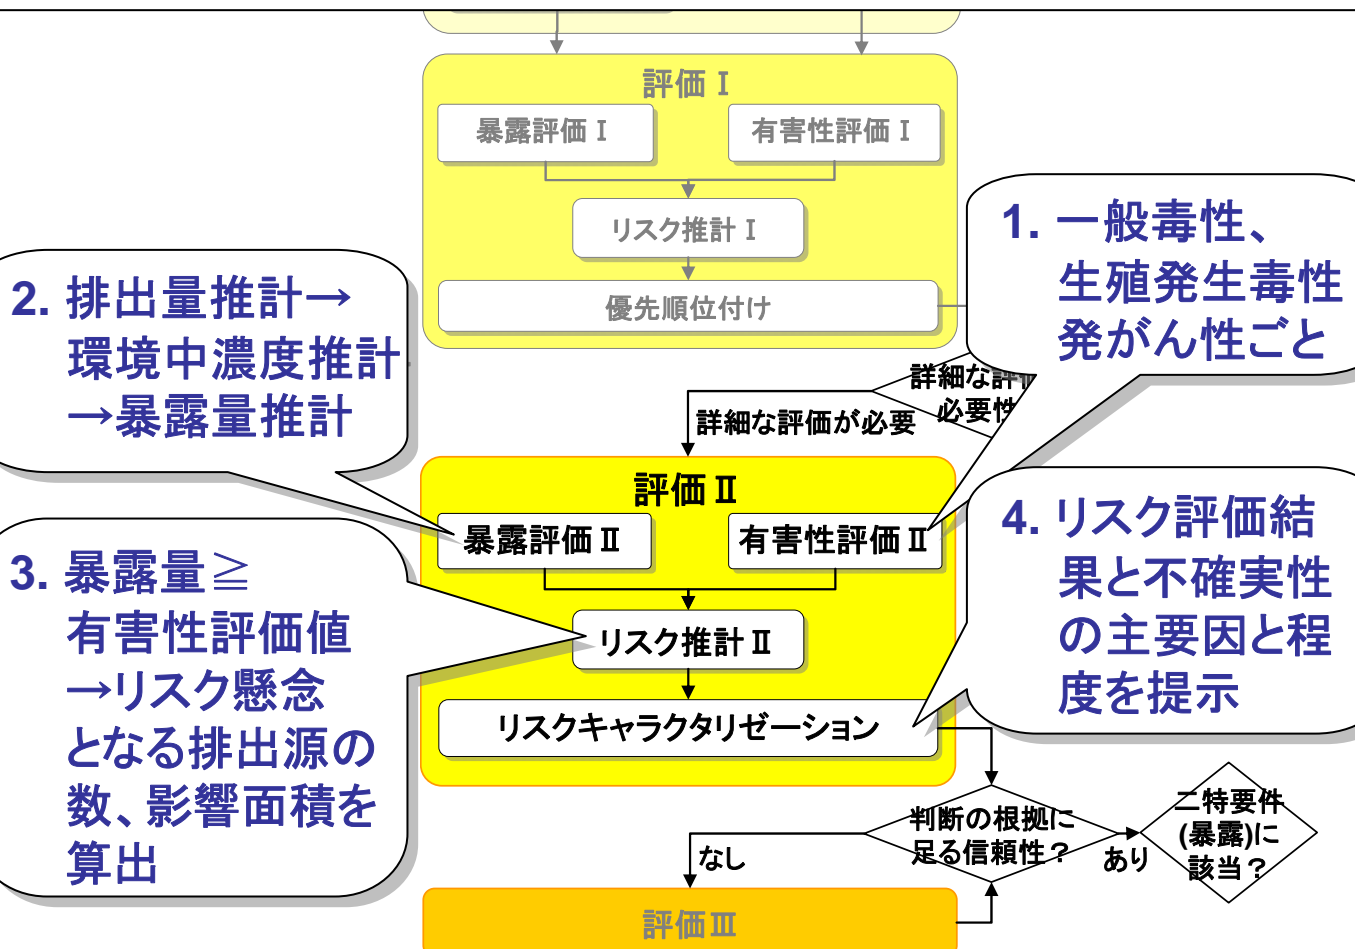 評価Ⅰ
暴露評価Ⅰ
有害性評価Ⅰ
リスク推計Ⅰ
優先順位付け
1. 一般毒性、
生殖発生毒性
発がん性ごと
2. 排出量推計→
環境中濃度推計
→暴露量推計
詳細な評価
必要性
詳細な評価が必要
評価Ⅱ
暴露評価Ⅱ
有害性評価Ⅱ
リスク推計Ⅱ
リスクキャラクタリゼーション
3. 暴露量≧
有害性評価値
→リスク懸念
となる排出源の
数、影響面積を
算出
4. リスク評価結
果と不確実性
の主要因と程
度を提示
判断の根拠に
足る信頼性？
なし
あり
二特要件
(暴露)に
該当？
評価Ⅲ